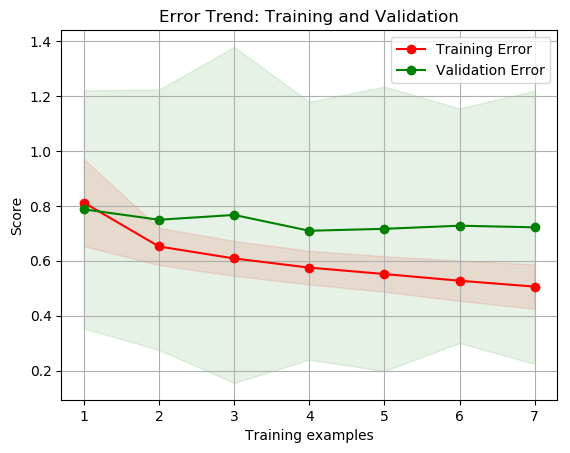 Error Trend: Training and Validation
Training Error
Validation Error
Score
1.4
1.2
1.0
0.8
0.6
0.4
0.2
1 2 3 4 5 6 7
Training examples